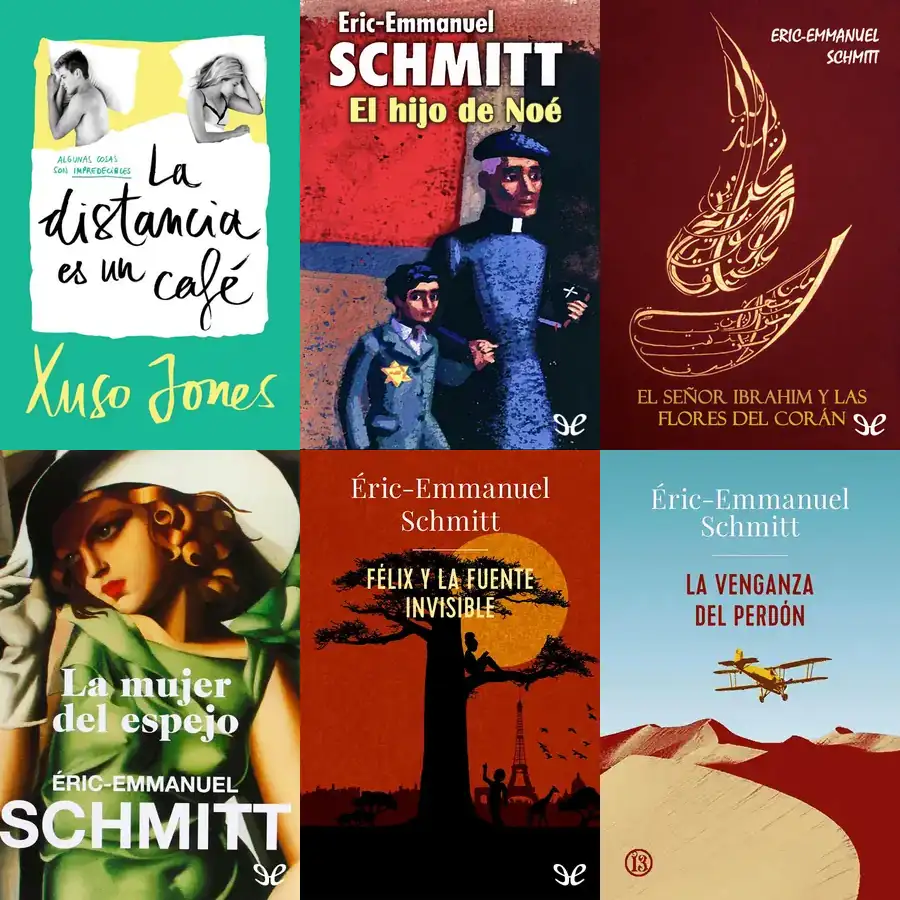 ALGUNAS COSAS
SON IMPREDECIBLES
La
distancia
es un
café
Xuso Jones
Eric-Emmanuel
SCHMITT
El hijo de Noé
ERIC-EMMANUEL
SCHMITT
EL SEÑOR IBRAHIM Y LAS
FLORES DEL CORÁN
La mujer
del espejo
ÉRIC-EMMANUEL
SCHMITT
Éric-Emmanuel
Schmitt
FÉLIX Y LA FUENTE
INVISIBLE
Éric-Emmanuel
Schmitt
LA VENGANZA
DEL PERDÓN
13